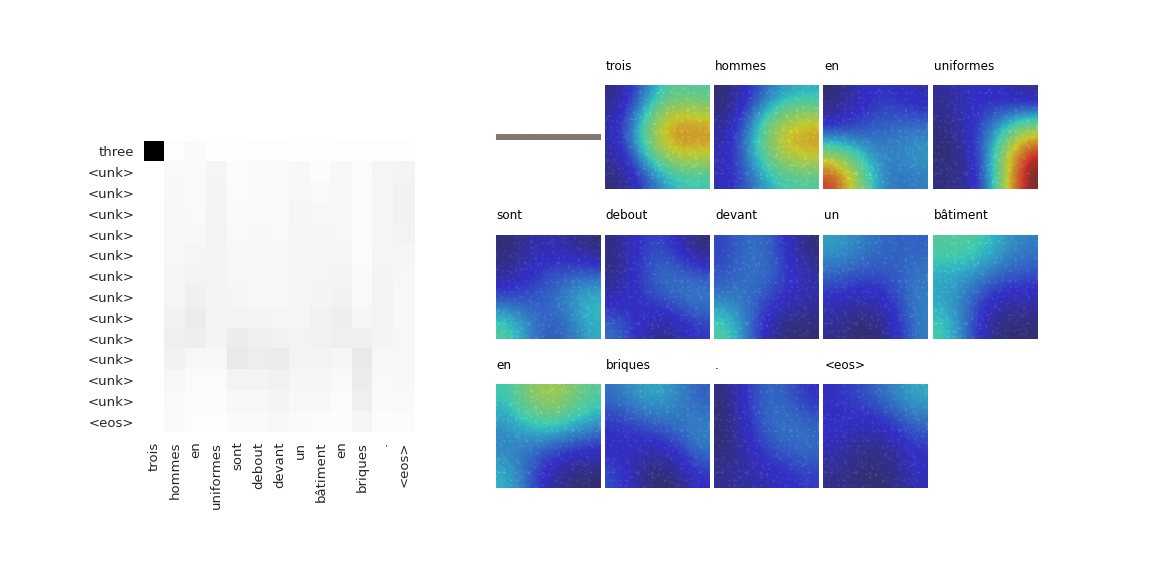 three
<unk>
<unk>
<unk>
<unk>
<unk>
<unk>
<unk>
<unk>
<unk>
<unk>
<unk>
<unk>
<eos>
trois
hommes
en
uniformes
sont
debout
devant
un
bâtiment
en
briques
.
<eos>
trois hommes en uniformes
sont debout devant un bâtiment
en briques . <eos>